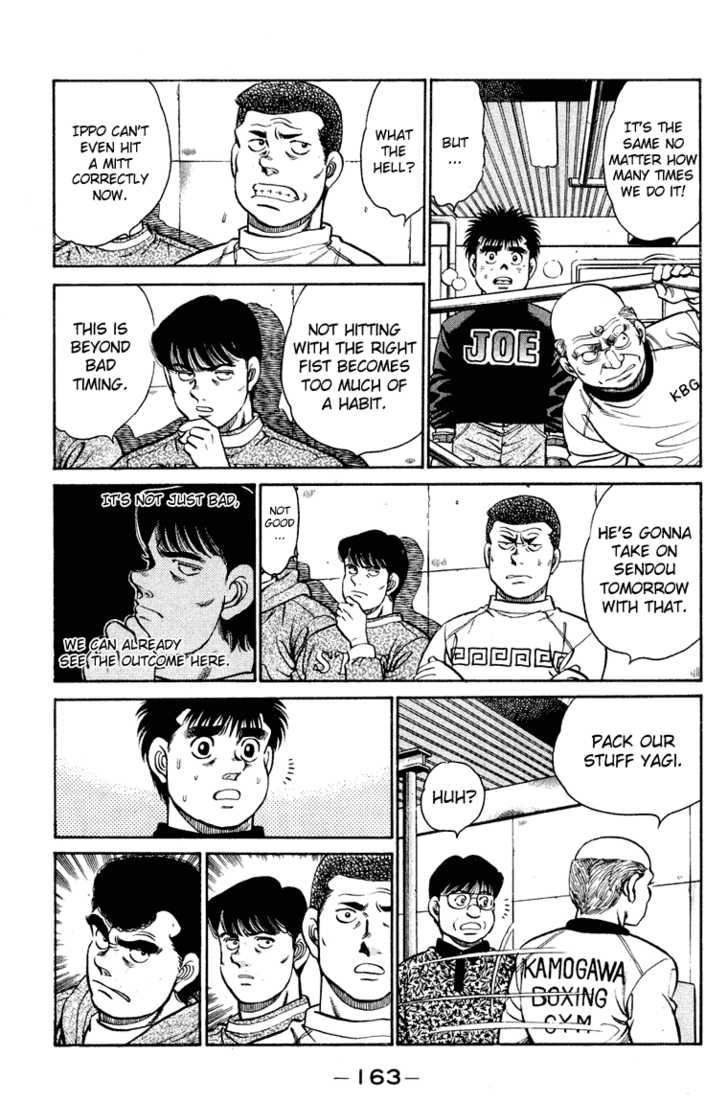 IT'S THE
SAME NO
MATTER HOW
MANY TIMES
WE DO IT!
BUT
...
JOE
KBG
WHAT
THE
HELL?
IPPO CAN'T
EVEN HIT
A MITT
CORRECTLY
NOW.
NOT HITTING
WITH THE RIGHT
FIST BECOMES
TOO MUCH OF
A HABIT.
THIS IS
BEYOND
BAD
TIMING.
HE'S GONNA
TAKE ON
SENDOU
TOMORROW
WITH THAT.
NOT
GOOD
...
ST
IT'S NOT JUST BAD,
WE CAN ALREADY
SEE THE OUTCOME HERE.
PACK OUR
STUFF YAGI.
HUH?
KAMOGAWA
BOXING
GYM
—163—